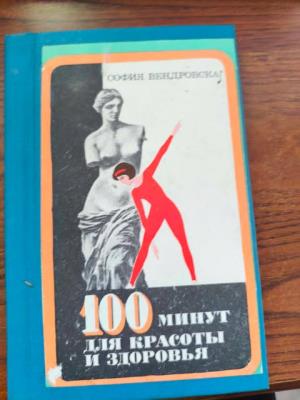 СОФИЯ ВЕНДРОВСКА
100 МИНУТ
ДЛЯ КРАСОТЫ
И ЗДОРОВЬЯ